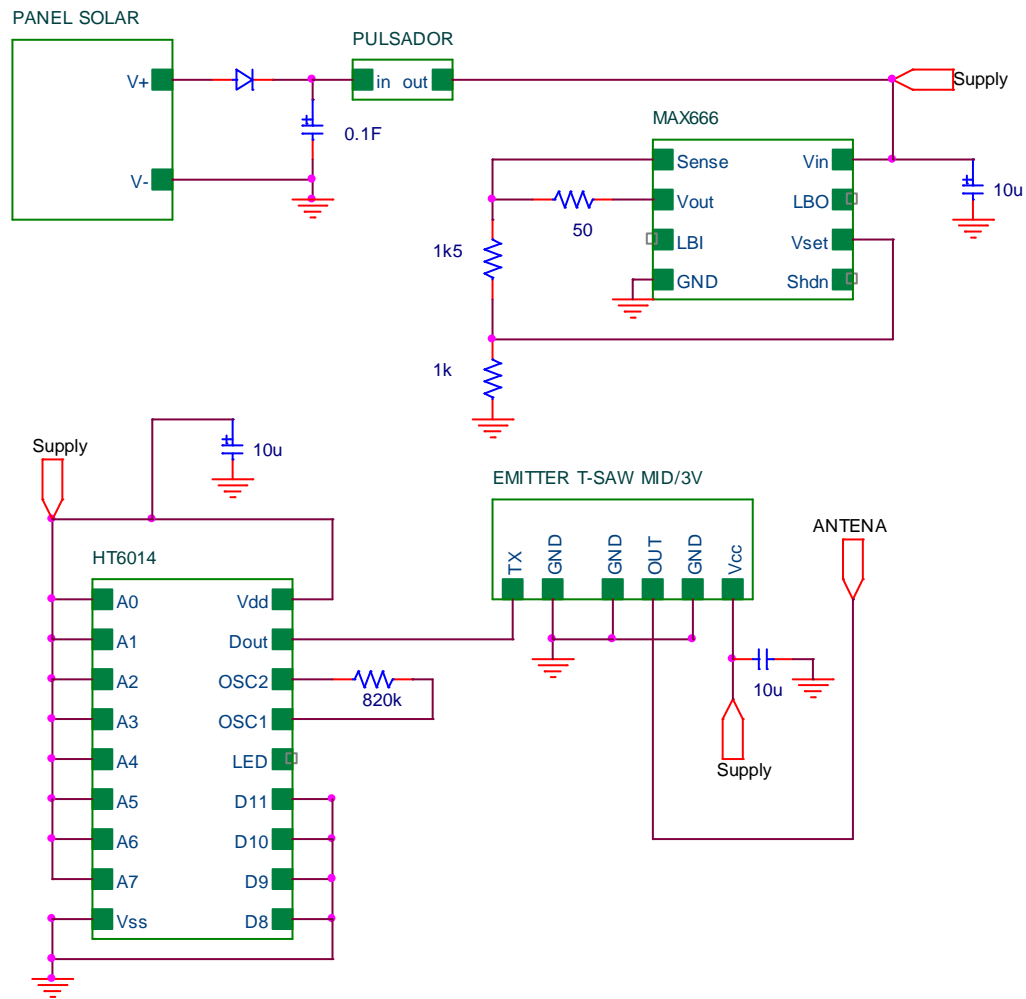 PANEL SOLAR
V+
V-
0.1F
PULSADOR
in out
Supply
MAX666
Sense
Vout
LBI
GND
Vin
LBO
Vset
Shdn
10u
50
1k5
1k
Supply
10u
HT6014
A0
A1
A2
A3
A4
A5
A6
A7
Vss
Vdd
Dout
OSC2
OSC1
LED
D11
D10
D9
D8
820k
EMITTER T-SAW MID/3V
TX
GND
GND
OUT
GND
Vcc
10u
Supply
ANTENA